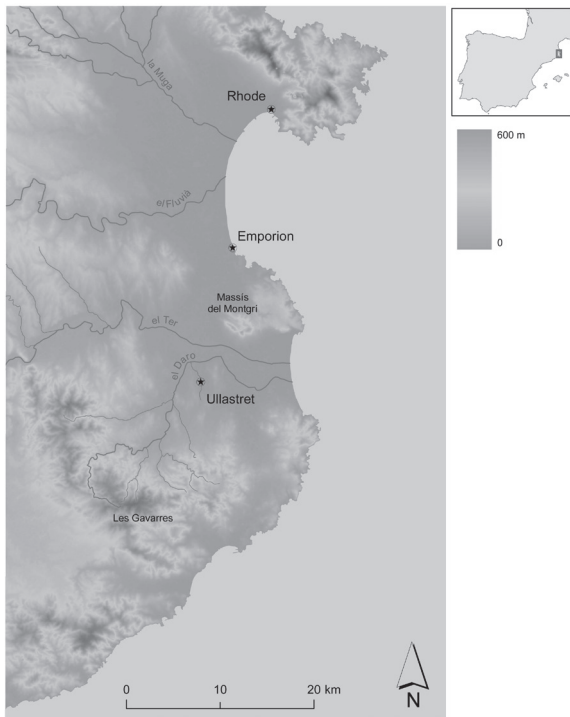 la Muga
Rhode
el Fluvià
Emporion
Massís
del Montgrí
el Ter
el Daró
Ullastret
Les Gavarres
0 10 20 km
N
600 m
0